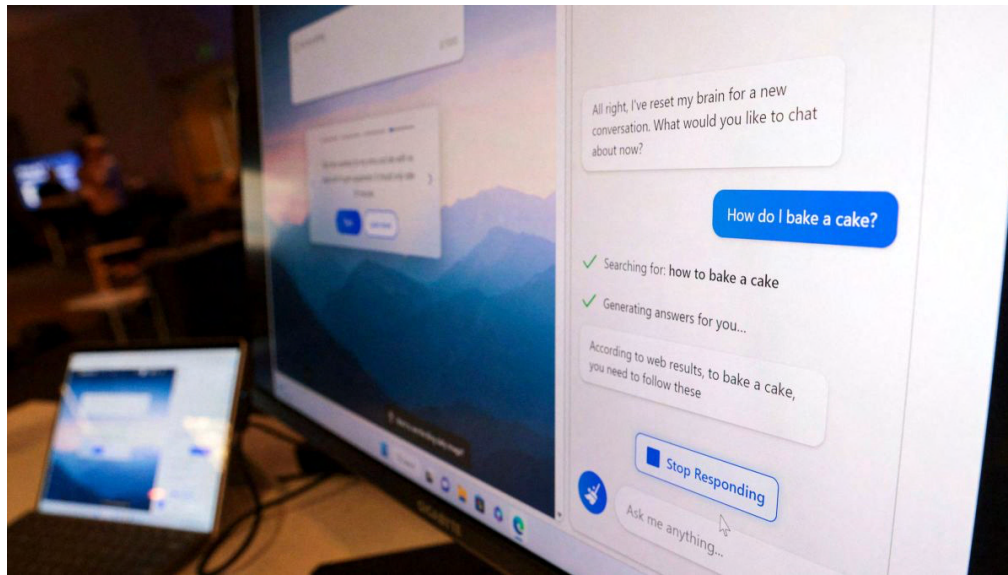 All right, I've reset my brain for a new
conversation. What would you like to chat
about now?
How do I bake a cake?
Searching for: how to bake a cake
Generating answers for you...
According to web results, to bake a cake,
you need to follow these
Stop Responding
Ask me anything...
GIGABYTE